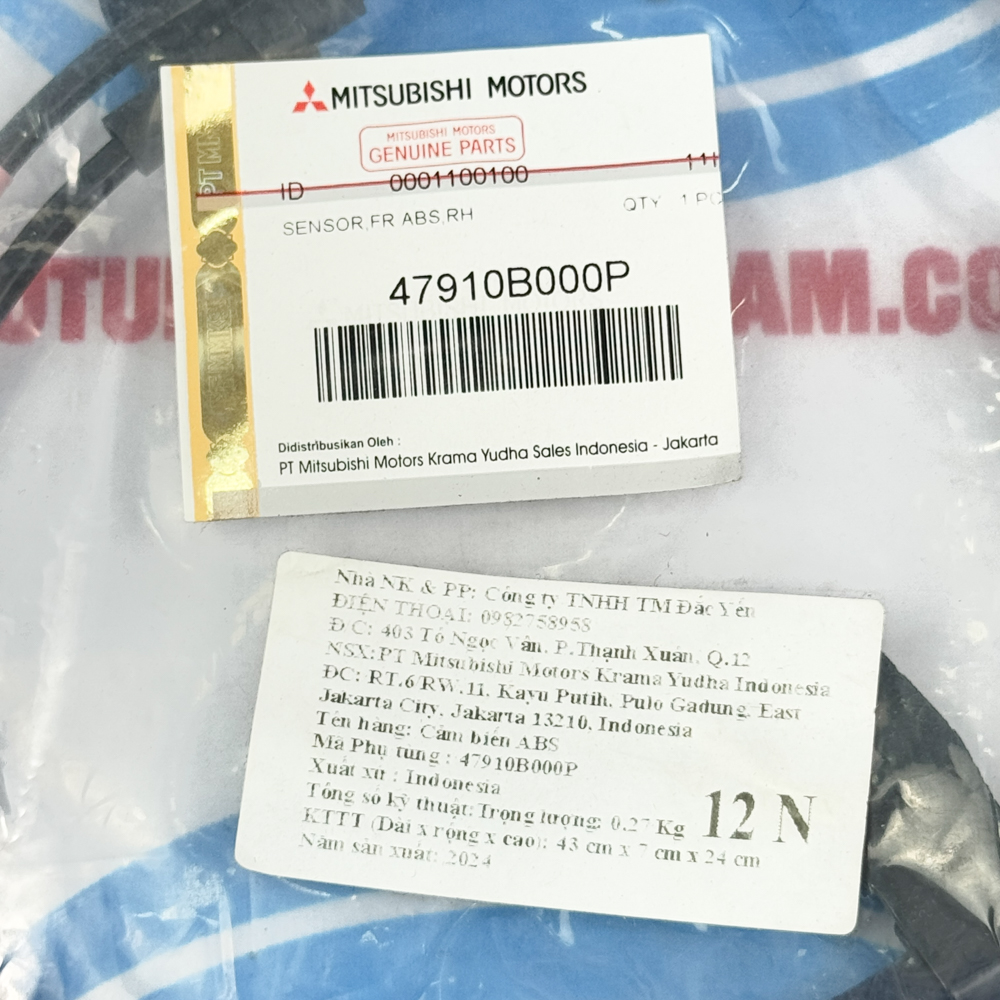 MITSUBISHI MOTORS
MITSUBISHI MOTORS
GENUINE PARTS
ID 0001100100 111
SENSOR,FR ABS,RH QTY 1 PC
47910B000P
Didistribusikan Oleh :
PT Mitsubishi Motors Krama Yudha Sales Indonesia - Jakarta
PT MM
AM.CO
Nhà NK & PP: Công ty TNHH TM Đắc Yến
ĐIỆN THOẠI: 0982758958
Đ C: 403 Tô Ngọc Vân, P.Thạnh Xuân, Q.12
NSX:PT Mitsubishi Motors Krama Yudha Indonesia
ĐC: RT.6/RW.11, Kayu Putih, Pulo Gadung, East
Jakarta City, Jakarta 13210, Indonesia
Tên hàng: Cảm biến ABS
Mã Phụ tùng : 47910B000P
Xuất xứ : Indonesia
Tổng số kỹ thuật: Trọng lượng: 0.27 Kg
KTTT (Dài x rộng x cao): 43 cm x 7 cm x 24 cm
Năm sản xuất: 2024
12 N